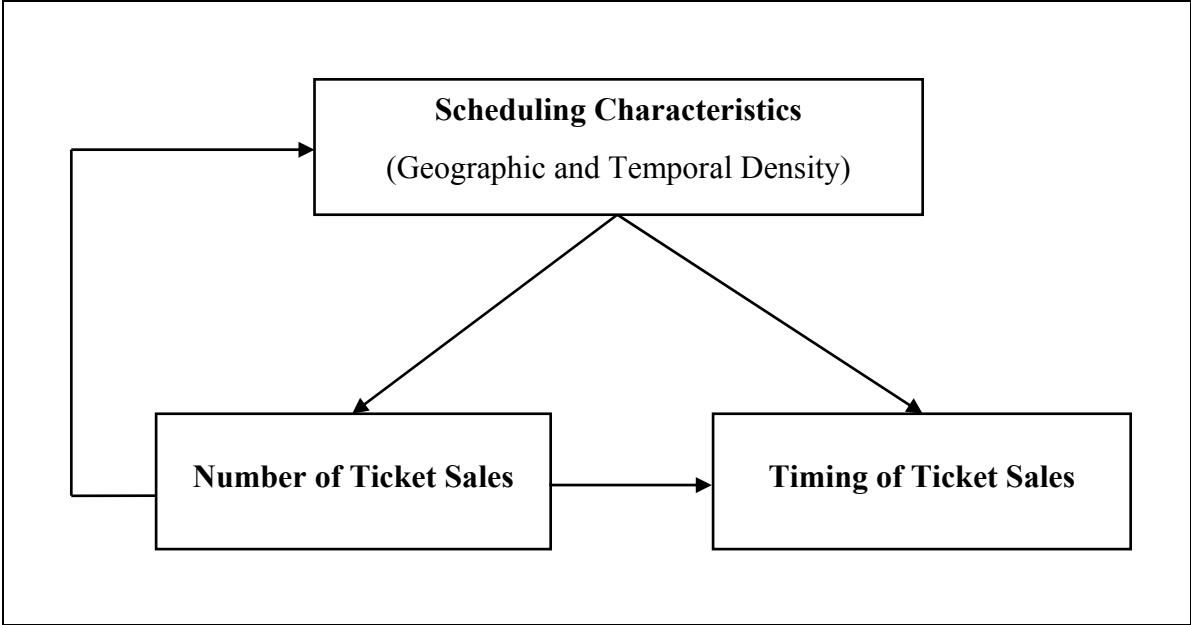 Scheduling Characteristics
(Geographic and Temporal Density)
Number of Ticket Sales
Timing of Ticket Sales